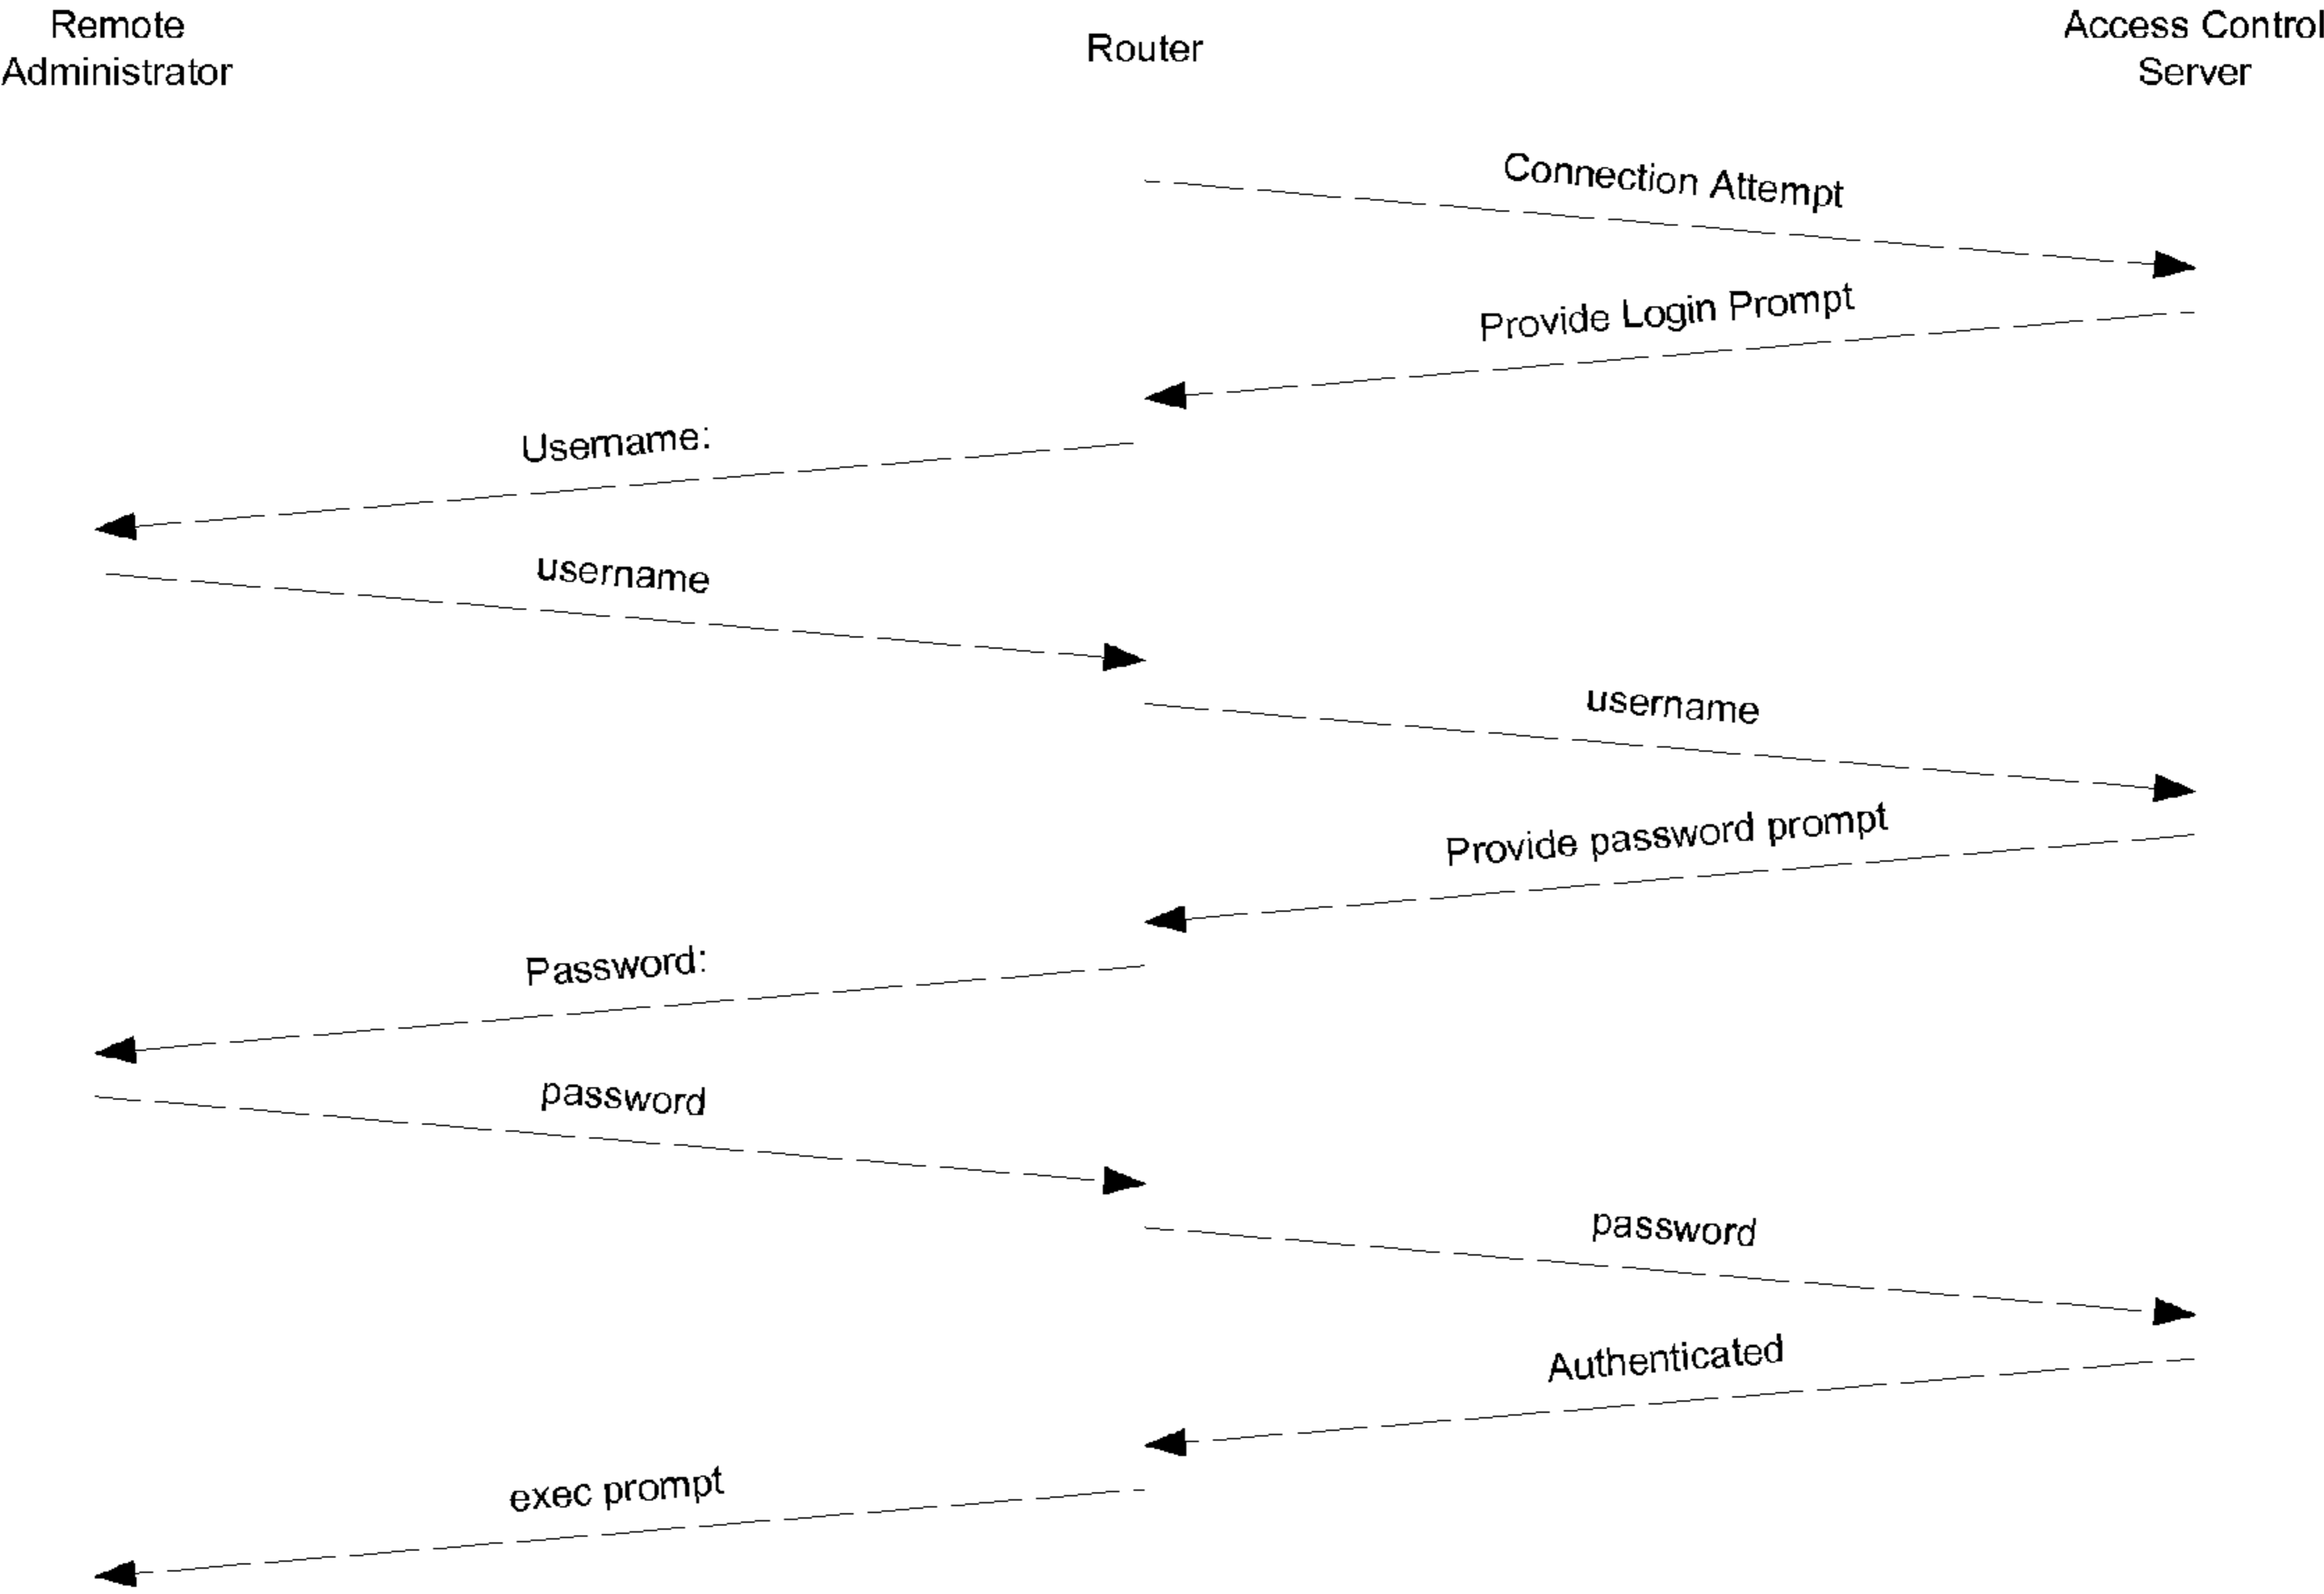 Remote
Administrator
Router
Access Control
Server
Connection Attempt
Provide Login Prompt
Username:
username
username
Provide password prompt
Password:
password
password
Authenticated
exec prompt